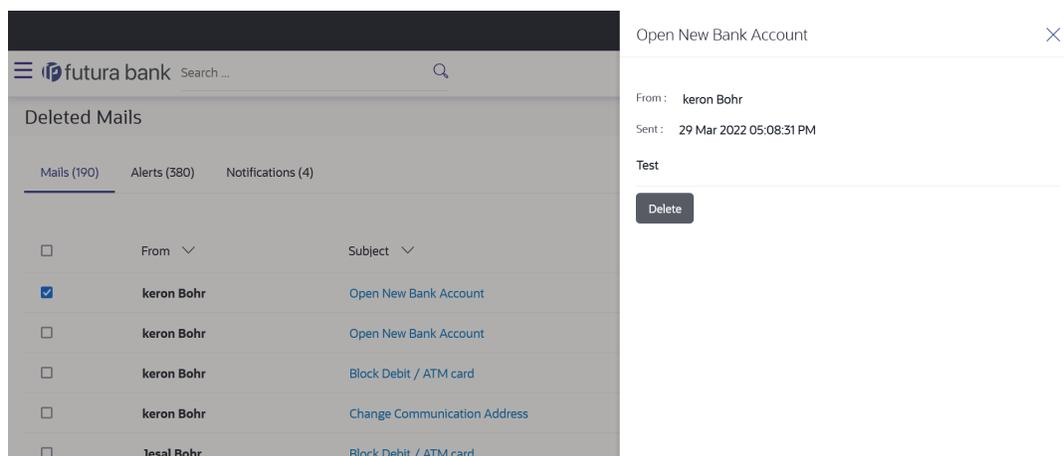 Open New Bank Account
futura bank Search ...
From : keron Bohr
Deleted Mails
Sent : 29 Mar 2022 05:08:31 PM
Test
Mails (190) Alerts (380) Notifications (4)
Delete
From Subject
keron Bohr Open New Bank Account
keron Bohr Open New Bank Account
keron Bohr Block Debit / ATM card
keron Bohr Change Communication Address
Jesal Bohr Block Debit / ATM card